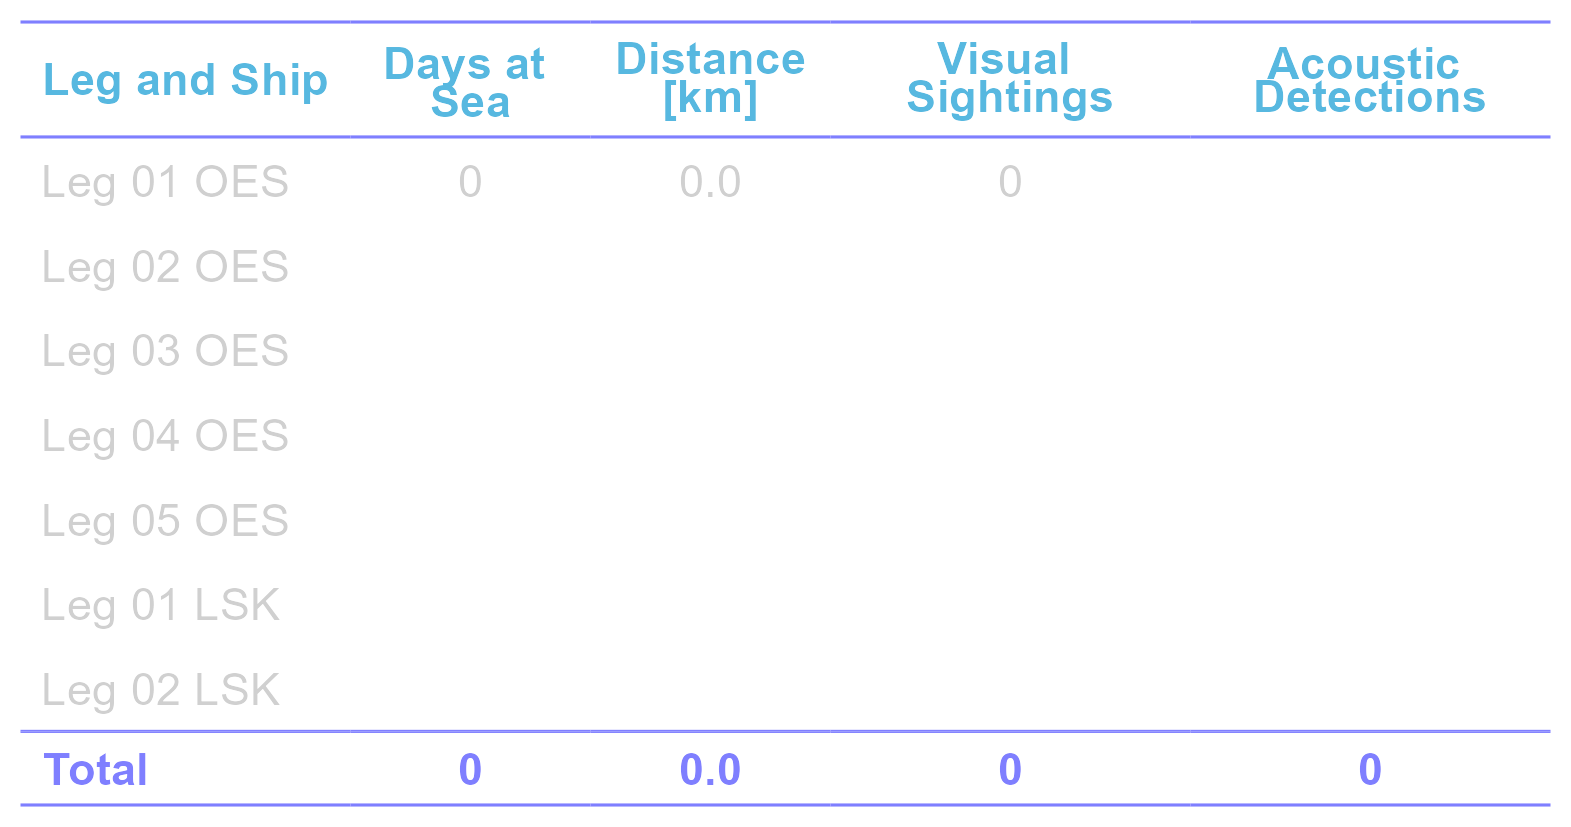 Leg and Ship Days at Sea Distance [km] Visual Sightings Acoustic Detections
Leg 01 OES 0 0.0 0
Leg 02 OES
Leg 03 OES
Leg 04 OES
Leg 05 OES
Leg 01 LSK
Leg 02 LSK
Total 0 0.0 0 0